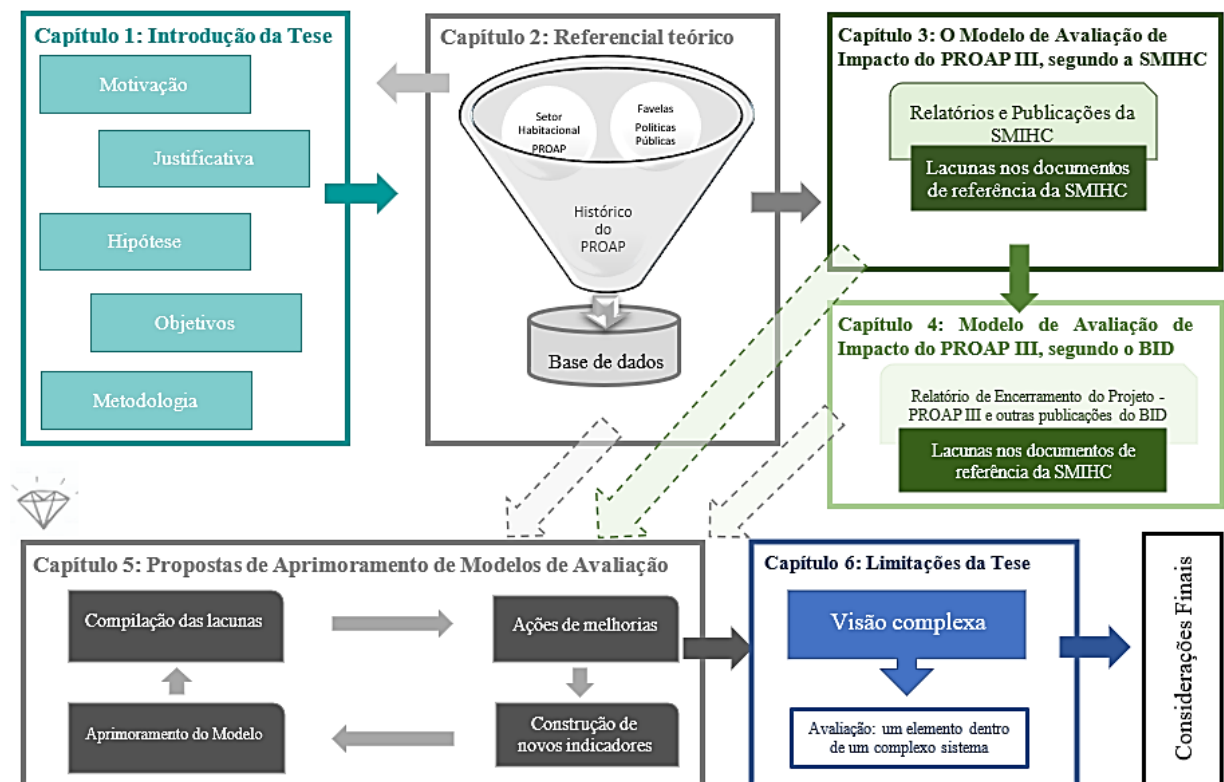 Capítulo 1: Introdução da Tese
Motivação
Justificativa
Hipótese
Objetivos
Metodologia
Capítulo 2: Referencial teórico
Setor
Habitacional
PROAP
Favelas
Políticas
Públicas
Histórico
do
PROAP
Base de dados
Capítulo 3: O Modelo de Avaliação de
Impacto do PROAP III, segundo a SMIHC
Relatórios e Publicações da
SMIHC
Lacunas nos documentos
de referência da SMIHC
Capítulo 4: Modelo de Avaliação de
Impacto do PROAP III, segundo o BID
Relatório de Encerramento do Projeto -
PROAP III e outras publicações do BID
Lacunas nos documentos de
referência da SMIHC
Capítulo 5: Propostas de Aprimoramento de Modelos de Avaliação
Compilação das lacunas
Ações de melhorias
Aprimoramento do Modelo
Construção de
novos indicadores
Capítulo 6: Limitações da Tese
Visão complexa
Avaliação: um elemento dentro
de um complexo sistema
Considerações Finais